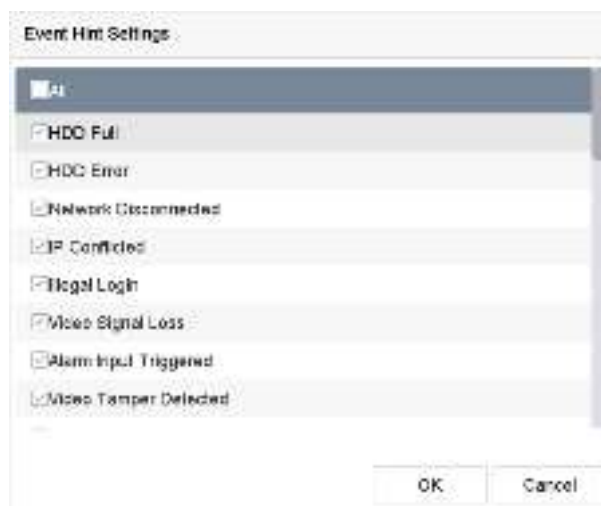 Event Hint Settings
All
HDD Full
HDD Error
Network Disconnected
IP Conflicted
Illegal Login
Video Signal Loss
Alarm Input Triggered
Video Tamper Detected
OK
Cancel